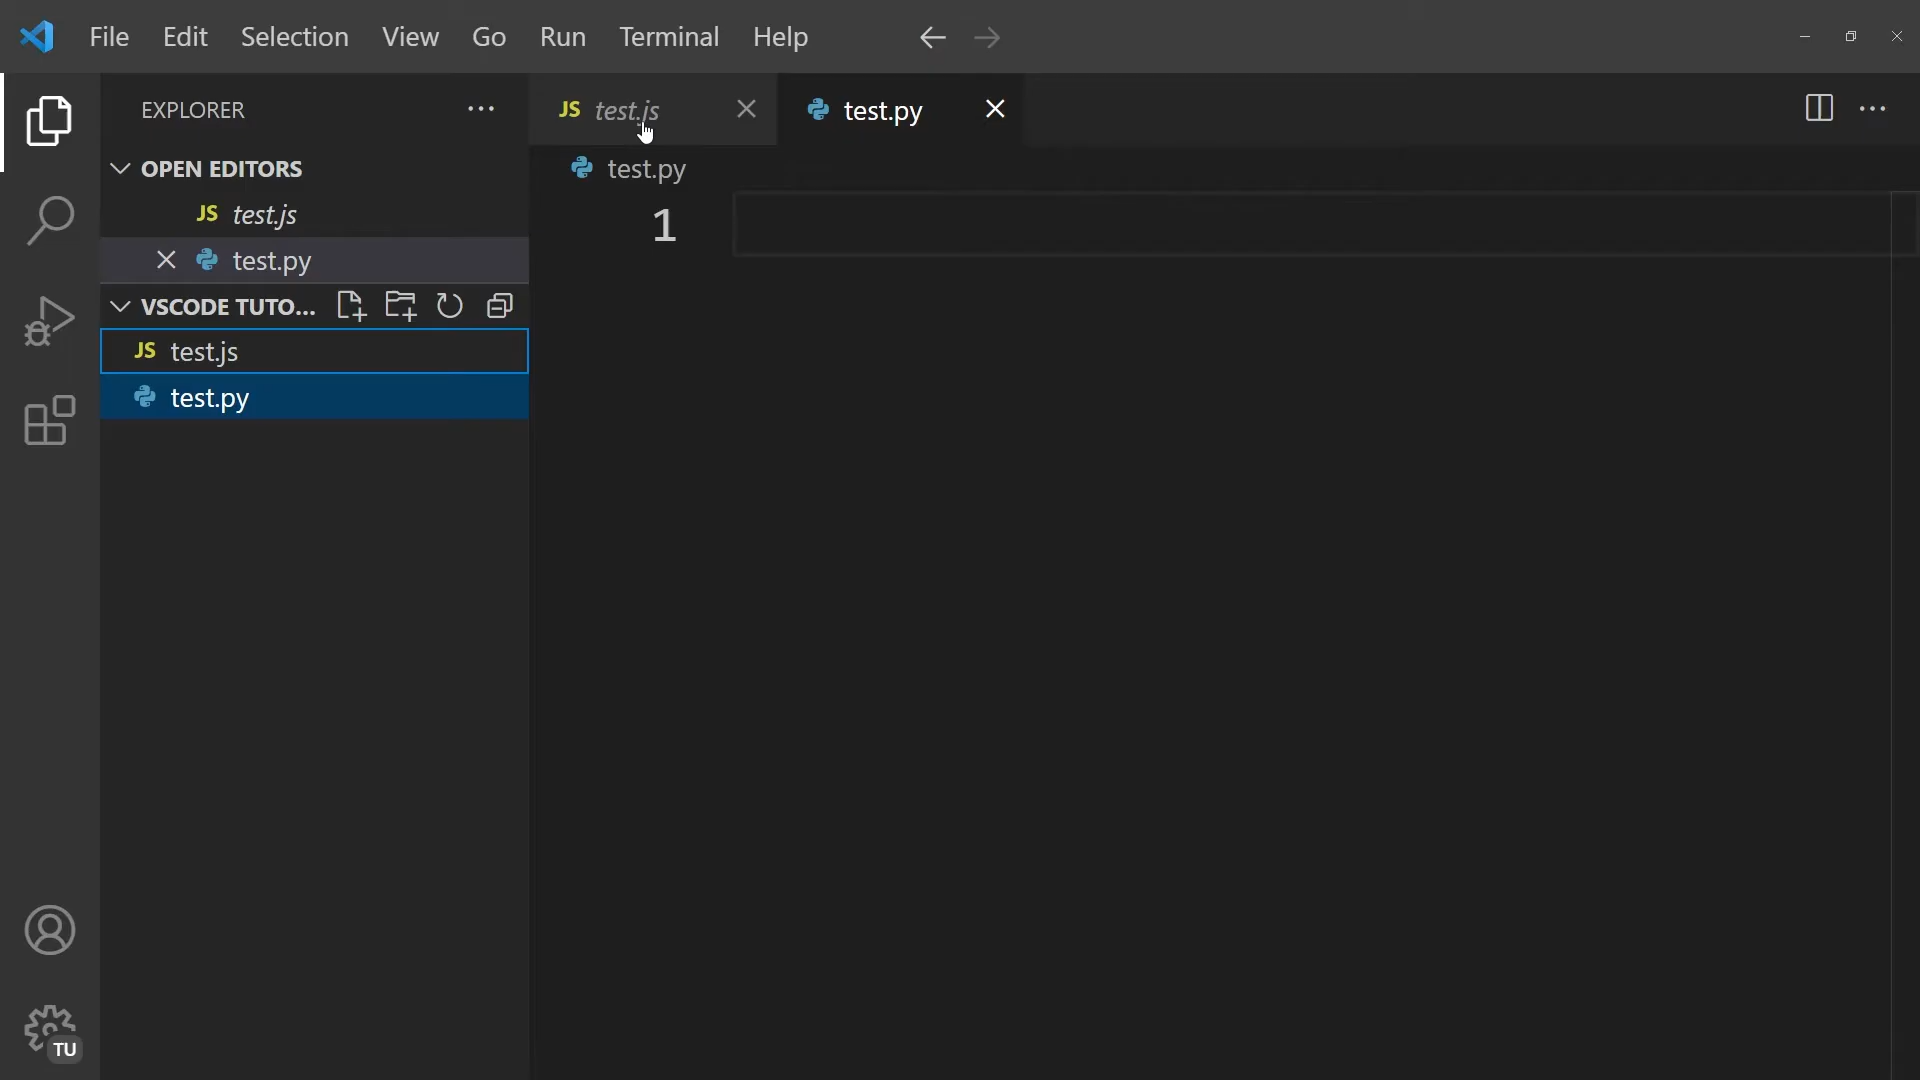 File Edit Selection View Go Run Terminal Help
EXPLORER
JS test.js
test.py
OPEN EDITORS
test.py
JS test.js
1
test.py
VSCODE TUTO...
JS test.js
test.py
TU